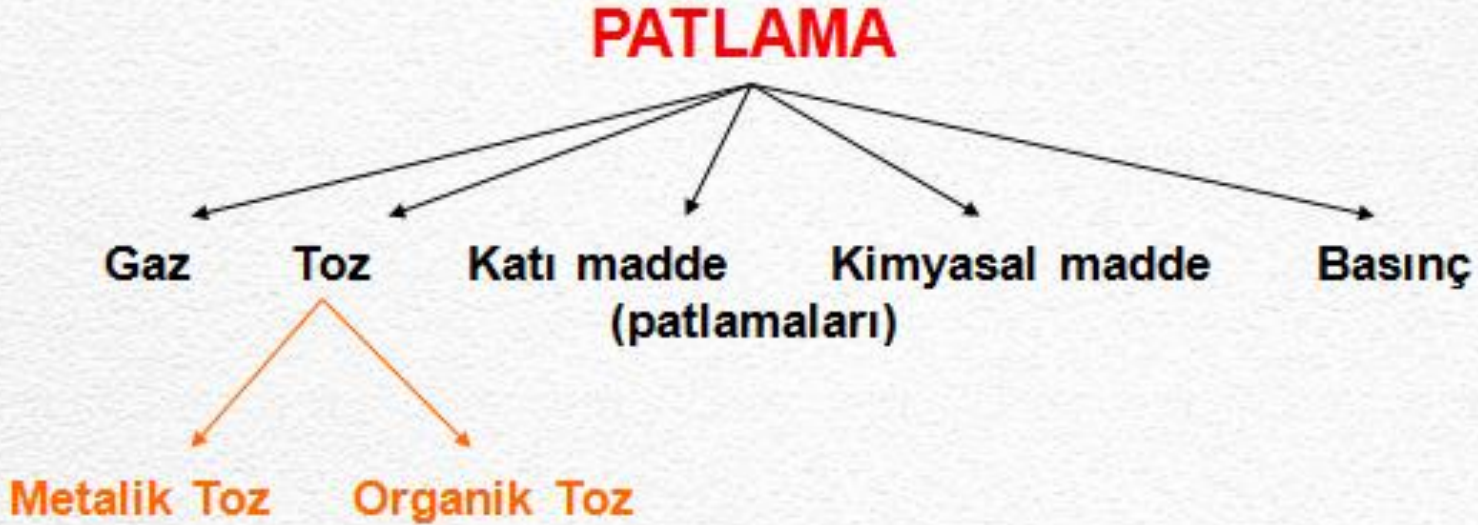 PATLAMA
Gaz Toz Katı madde Kimyasal madde Basınç
(patlamaları)
Metalik Toz Organik Toz